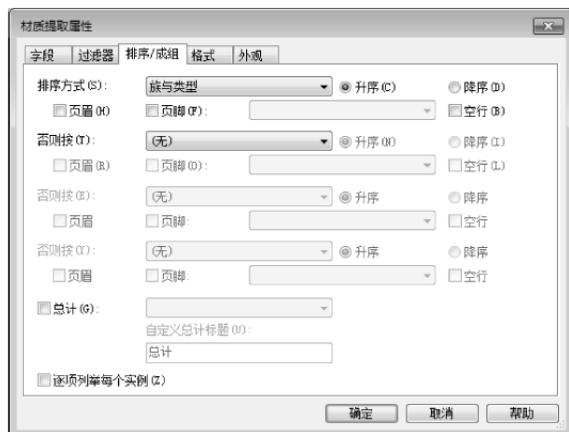 材质提取属性
字段 过滤器 排序/成组 格式 外观
排序方式(S): 族与类型 升序(C) 降序(D)
页眉(H) 页脚(F): 空行(B)
否则按(T): (无) 升序(N) 降序(I)
页眉(R) 页脚(O): 空行(L)
否则按(E): (无) 升序 降序
页眉 页脚: 空行
否则按(Y): (无) 升序 降序
页眉 页脚: 空行
总计(G):
自定义总计标题(U):
总计
逐项列举每个实例(Z)
确定 取消 帮助